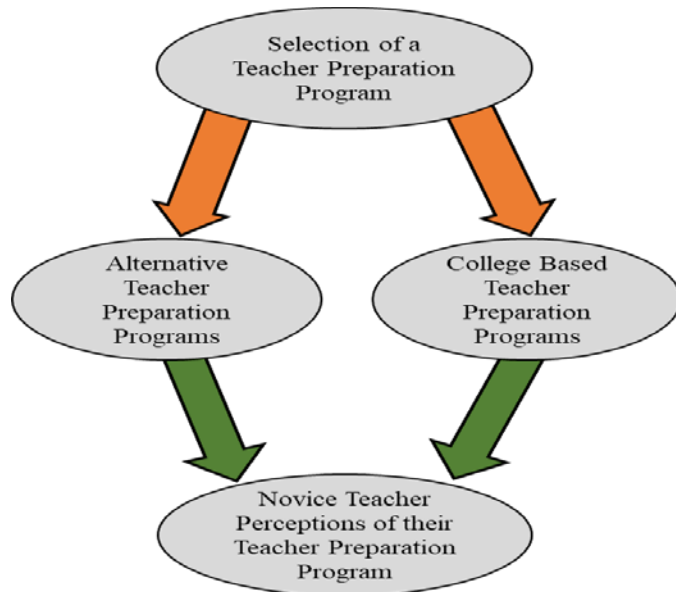 Selection of a
Teacher Preparation
Program
Alternative
Teacher
Preparation
Programs
College Based
Teacher
Preparation
Programs
Novice Teacher
Perceptions of their
Teacher Preparation
Program